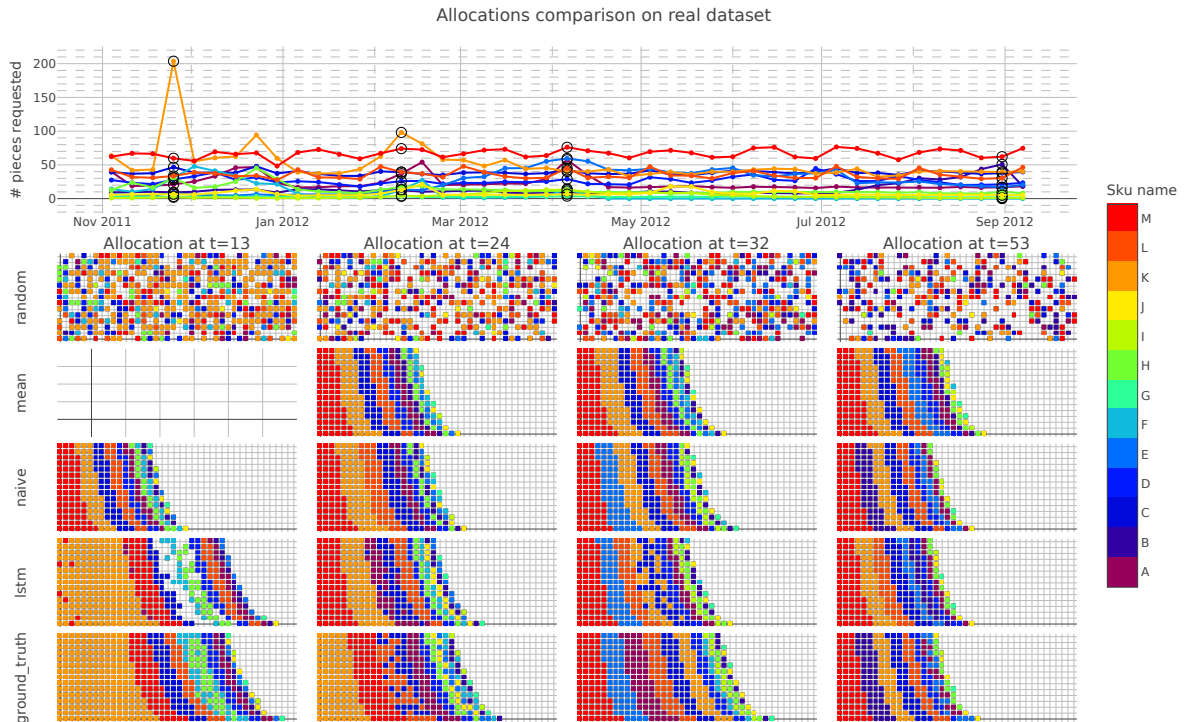 Allocations comparison on real dataset
# pieces requested
200
150
100
50
0
Nov 2011
Jan 2012
Mar 2012
May 2012
Jul 2012
Sep 2012
Allocation at t=13
Allocation at t=24
Allocation at t=32
Allocation at t=53
random
mean
naive
lstm
ground_truth
Sku name
M
L
K
J
I
H
G
F
E
D
C
B
A